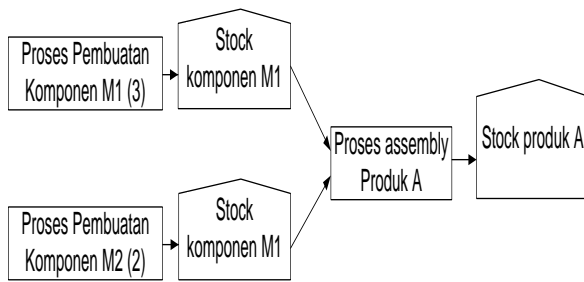 Proses Pembuatan
Komponen M1 (3)
Stock
komponen M1
Proses assembly
Produk A
Stock produk A
Proses Pembuatan
Komponen M2 (2)
Stock
komponen M1